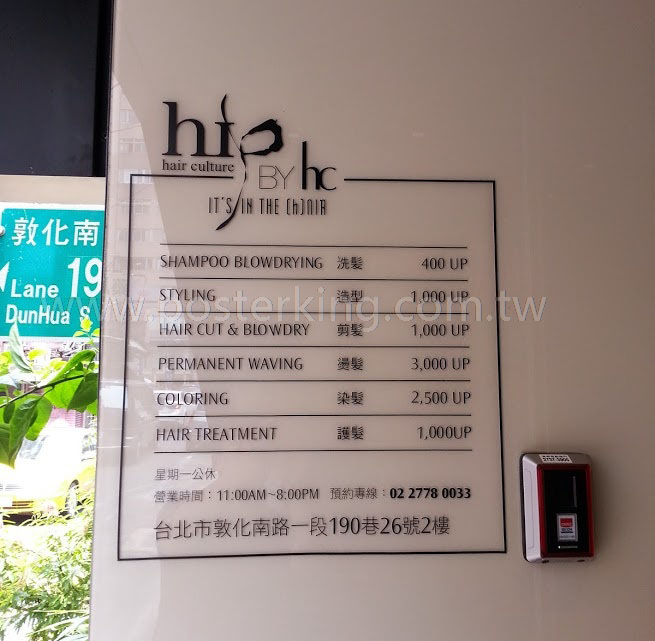 hip
hair culture
BY hc
IT'S IN THE (h)AIR
SHAMPOO BLOWDRYING 洗髮 400 UP
STYLING 造型 1,000 UP
HAIR CUT & BLOWDRY 剪髮 1,000 UP
PERMANENT WAVING 燙髮 3,000 UP
COLORING 染髮 2,500 UP
HAIR TREATMENT 護髮 1,000UP
星期一公休
營業時間：11:00AM~8:00PM 預約專線：02 2778 0033
台北市敦化南路一段190巷26號2樓
敦化南
Lane 19
DunHua S
www.posterking.com.tw